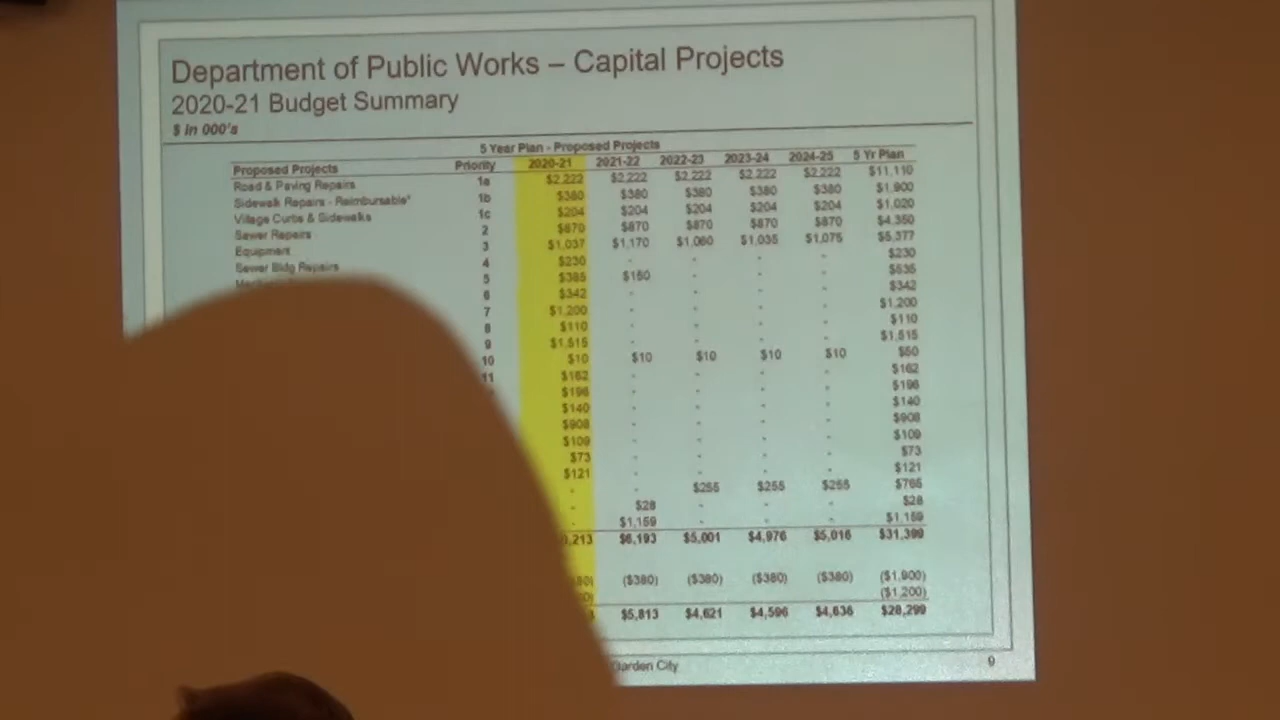 Department of Public Works – Capital Projects
2020-21 Budget Summary
$ in 000's
5 Year Plan - Proposed Projects
Proposed Projects Priority 2020-21 2021-22 2022-23 2023-24 2024-25 5 Yr Plan
Road & Paving Repairs 1a $2,222 $2,222 $2,222 $2,222 $2,222 $11,110
Sidewalk Repairs - Reimbursable* 1b $380 $380 $380 $380 $380 $1,900
Village Curbs & Sidewalks 1c $204 $204 $204 $204 $204 $1,020
Sewer Repairs 2 $870 $870 $870 $870 $870 $4,350
Equipment 3 $1,037 $1,170 $1,060 $1,035 $1,075 $5,377
Sewer Bldg Repairs 4 $230 - - - - $230
5 $385 $150 - - - $535
6 $342 - - - - $342
7 $1,200 - - - - $1,200
8 $110 - - - - $110
9 $1,515 - - - - $1,515
10 $10 $10 $10 $10 $10 $50
11 $162 - - - - $162
$196 - - - - $196
$140 - - - - $140
$908 - - - - $908
$109 - - - - $109
$73 - - - - $73
$121 - - - - $121
- - $255 $255 $255 $765
- $28 - - - $28
- $1,159 - - - $1,159
,213 $6,193 $5,001 $4,976 $5,016 $31,399
80) ($380) ($380) ($380) ($380) ($1,900)
($1,200)
$5,813 $4,621 $4,596 $4,636 $28,299
Garden City 9